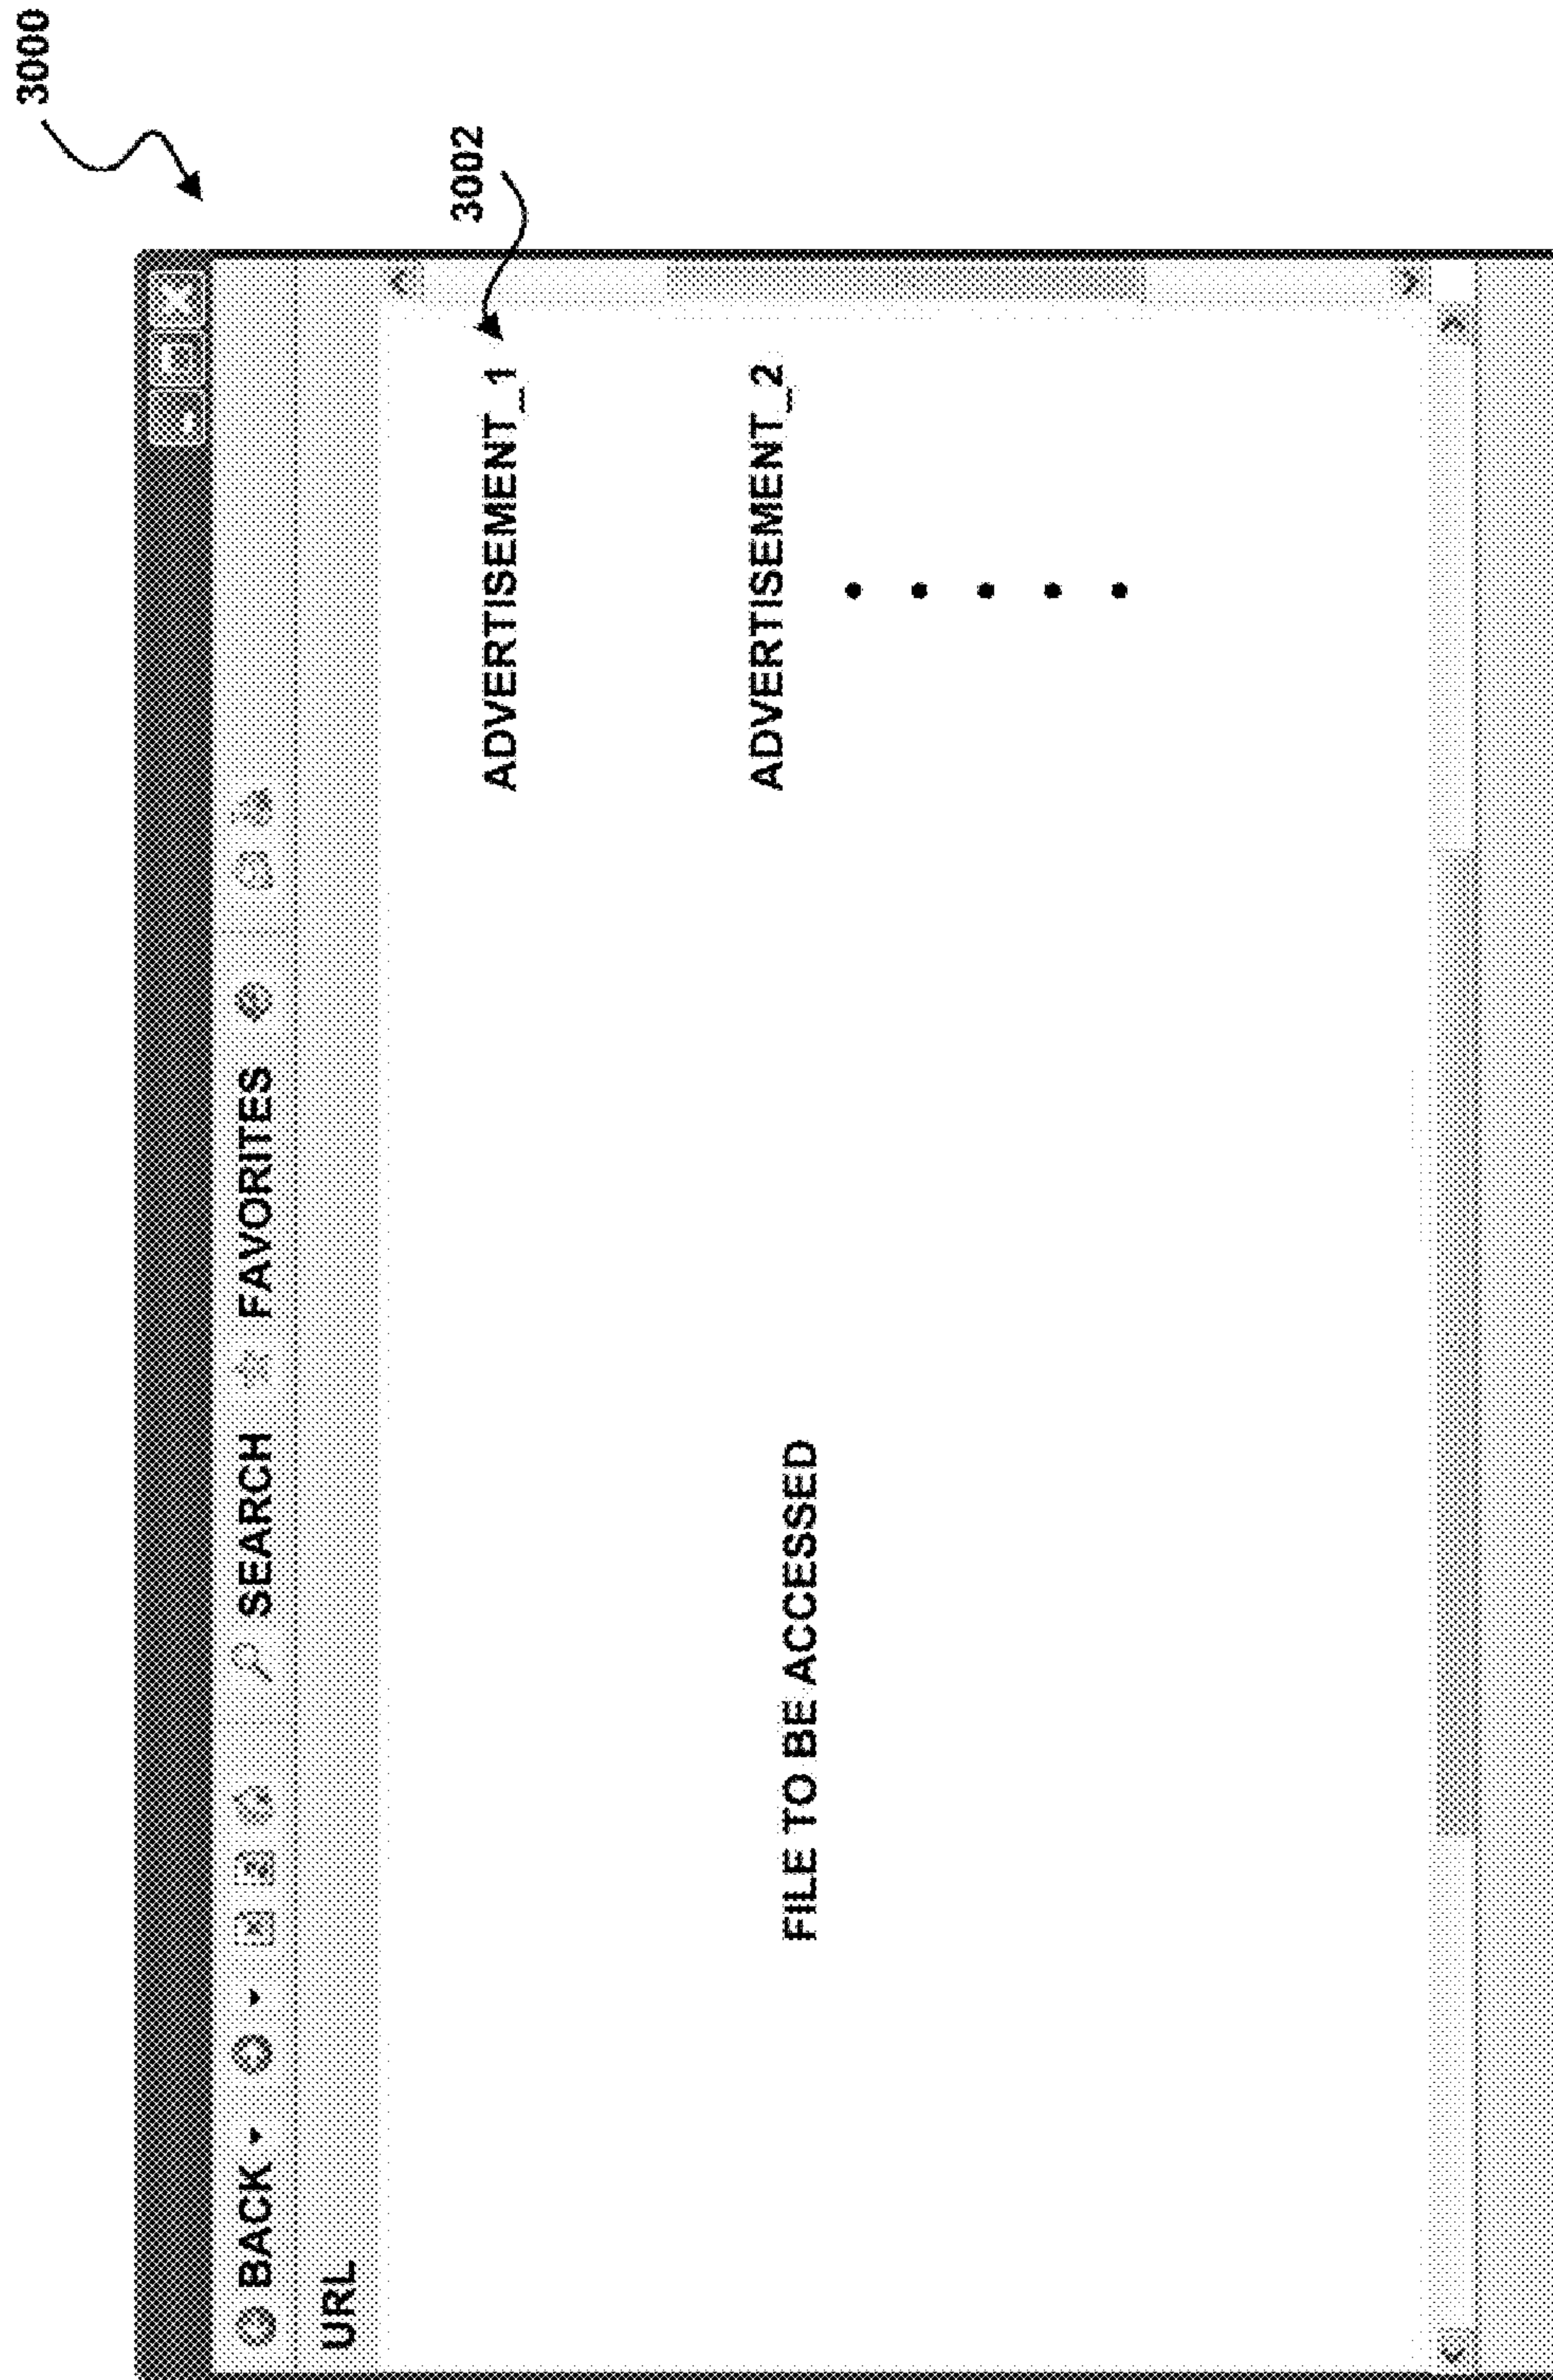 3000
BACK SEARCH FAVORITES
URL
3002
ADVERTISEMENT_1
ADVERTISEMENT_2
FILE TO BE ACCESSED